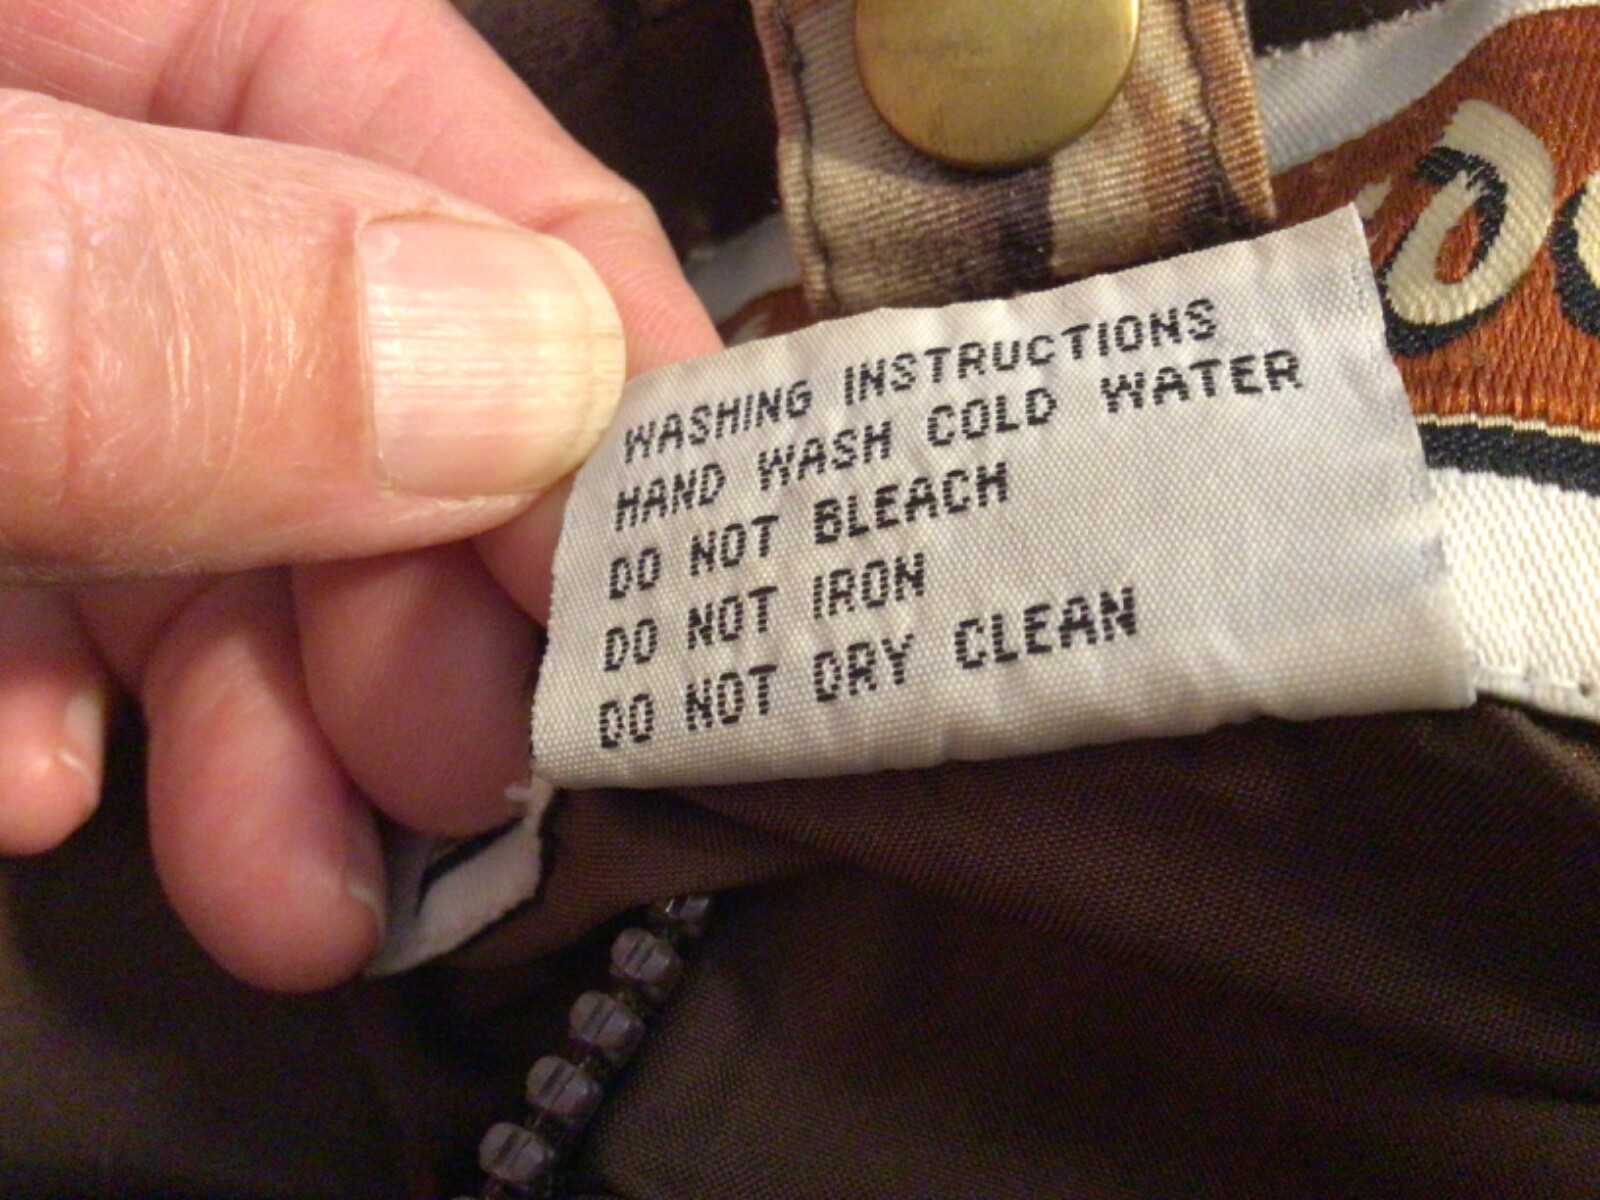 WASHING INSTRUCTIONS
HAND WASH COLD WATER
DO NOT BLEACH
DO NOT IRON
DO NOT DRY CLEAN